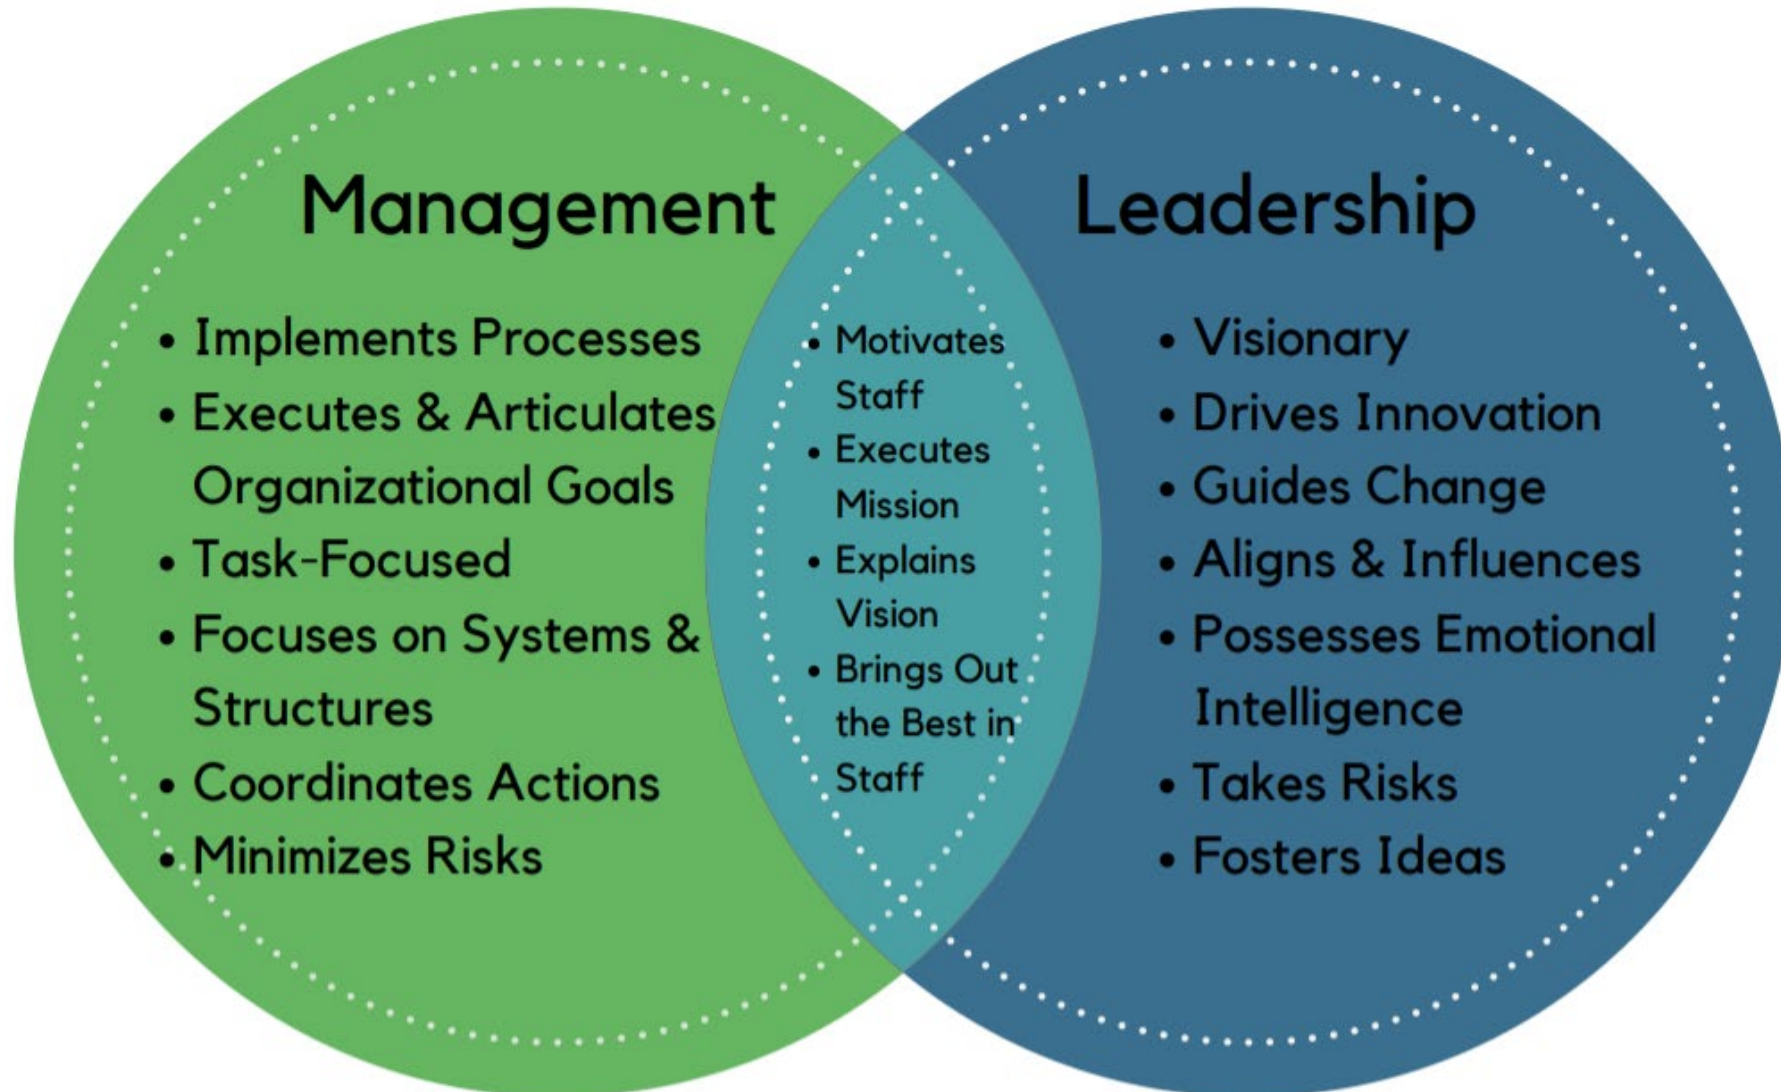 Management
• Implements Processes
• Executes & Articulates
Organizational Goals
• Task-Focused
• Focuses on Systems &
Structures
• Coordinates Actions
• Minimizes Risks
• Motivates
Staff
• Executes
Mission
• Explains
Vision
• Brings Out
the Best in
Staff
Leadership
• Visionary
• Drives Innovation
• Guides Change
• Aligns & Influences
• Possesses Emotional
Intelligence
• Takes Risks
• Fosters Ideas